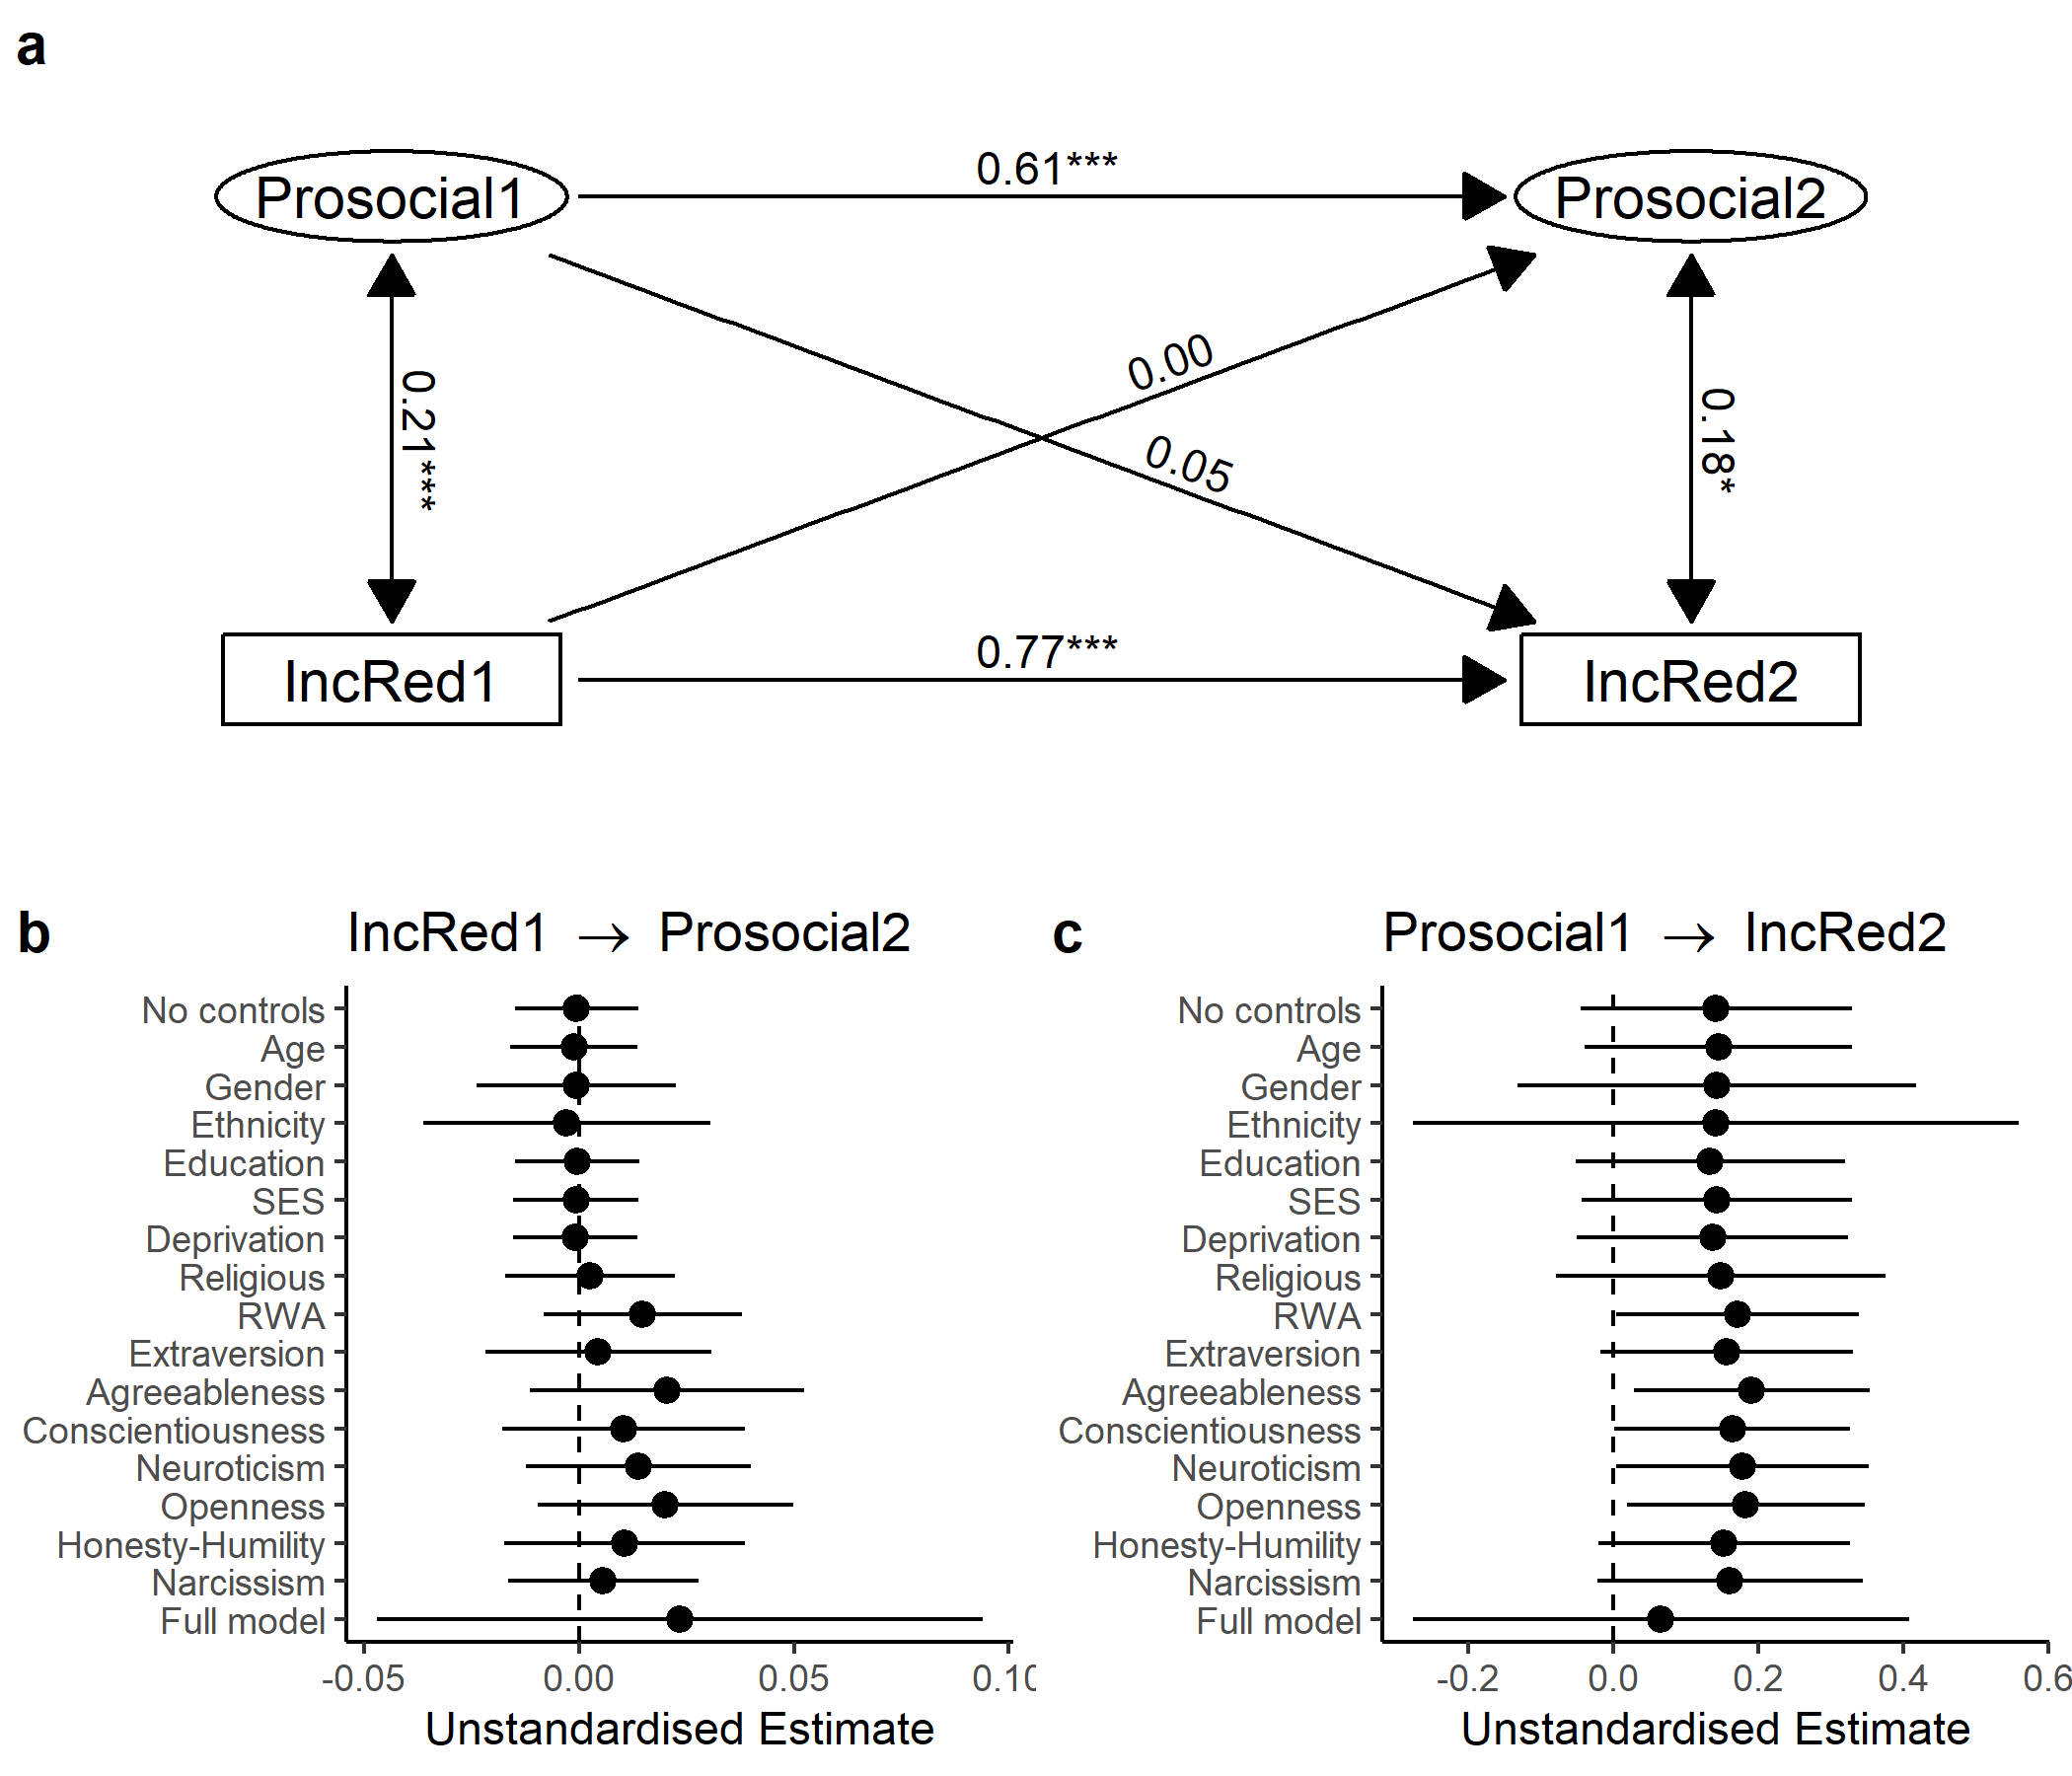 a
Prosocial1
0.61***
Prosocial2
0.21***
0.00
0.05
0.18*
IncRed1
0.77***
IncRed2
b
IncRed1 → Prosocial2
No controls
Age
Gender
Ethnicity
Education
SES
Deprivation
Religious
RWA
Extraversion
Agreeableness
Conscientiousness
Neuroticism
Openness
Honesty-Humility
Narcissism
Full model
-0.05 0.00 0.05 0.10
Unstandardised Estimate
c
Prosocial1 → IncRed2
No controls
Age
Gender
Ethnicity
Education
SES
Deprivation
Religious
RWA
Extraversion
Agreeableness
Conscientiousness
Neuroticism
Openness
Honesty-Humility
Narcissism
Full model
-0.2 0.0 0.2 0.4 0.6
Unstandardised Estimate